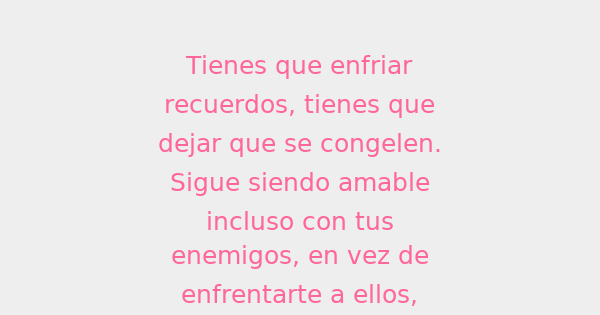 Tienes que enfriar
recuerdos, tienes que
dejar que se congelen.
Sigue siendo amable
incluso con tus
enemigos, en vez de
enfrentarte a ellos,